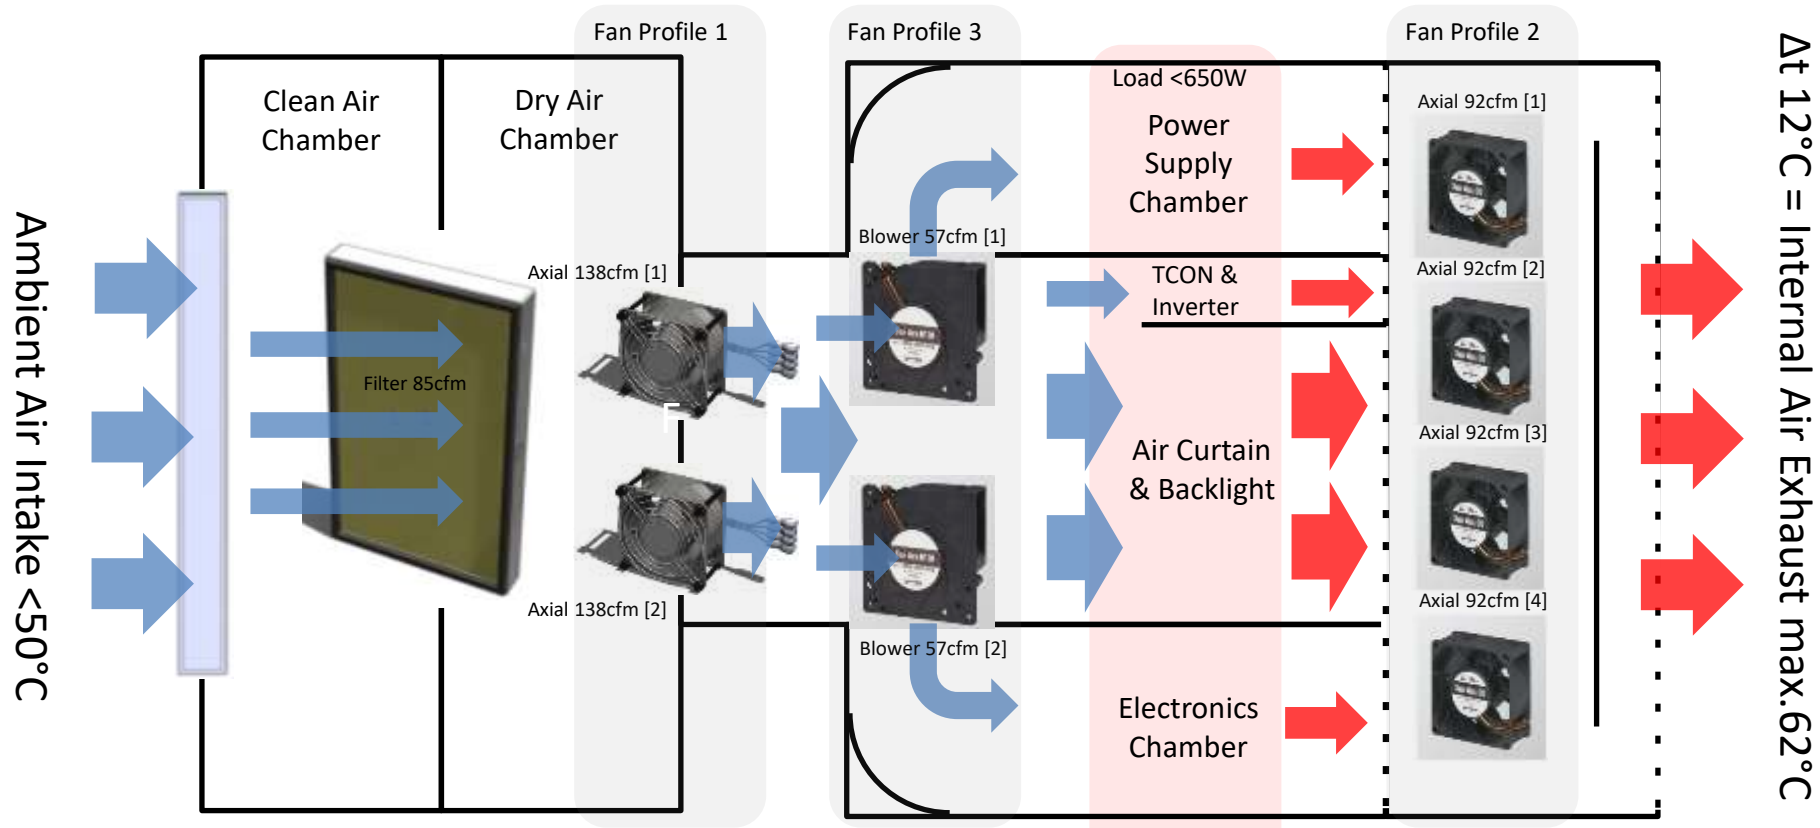 Fan Profile 1
Fan Profile 3
Fan Profile 2
Ambient Air Intake <50°C
Clean Air
Chamber
Dry Air
Chamber
Filter 85cfm
Axial 138cfm [1]
F
Axial 138cfm [2]
Blower 57cfm [1]
Blower 57cfm [2]
Load <650W
Power
Supply
Chamber
TCON &
Inverter
Air Curtain
& Backlight
Electronics
Chamber
Axial 92cfm [1]
Axial 92cfm [2]
Axial 92cfm [3]
Axial 92cfm [4]
Δt 12°C = Internal Air Exhaust max.62°C